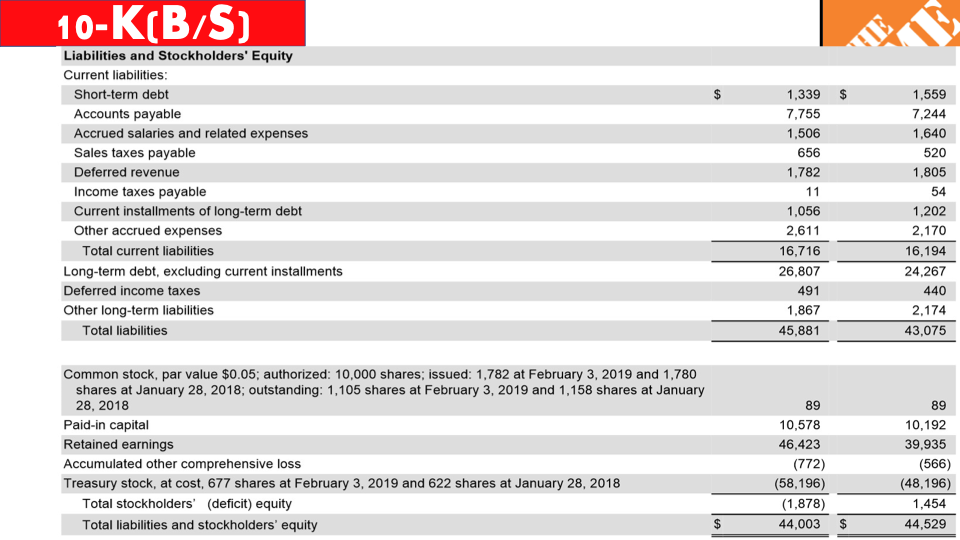 10-K(B/S)
THE
Liabilities and Stockholders' Equity
Current liabilities:
Short-term debt $ 1,339 $ 1,559
Accounts payable 7,755 7,244
Accrued salaries and related expenses 1,506 1,640
Sales taxes payable 656 520
Deferred revenue 1,782 1,805
Income taxes payable 11 54
Current installments of long-term debt 1,056 1,202
Other accrued expenses 2,611 2,170
Total current liabilities 16,716 16,194
Long-term debt, excluding current installments 26,807 24,267
Deferred income taxes 491 440
Other long-term liabilities 1,867 2,174
Total liabilities 45,881 43,075
Common stock, par value $0.05; authorized: 10,000 shares; issued: 1,782 at February 3, 2019 and 1,780
shares at January 28, 2018; outstanding: 1,105 shares at February 3, 2019 and 1,158 shares at January
28, 2018 89 89
Paid-in capital 10,578 10,192
Retained earnings 46,423 39,935
Accumulated other comprehensive loss (772) (566)
Treasury stock, at cost, 677 shares at February 3, 2019 and 622 shares at January 28, 2018 (58,196) (48,196)
Total stockholders' (deficit) equity (1,878) 1,454
Total liabilities and stockholders' equity $ 44,003 $ 44,529